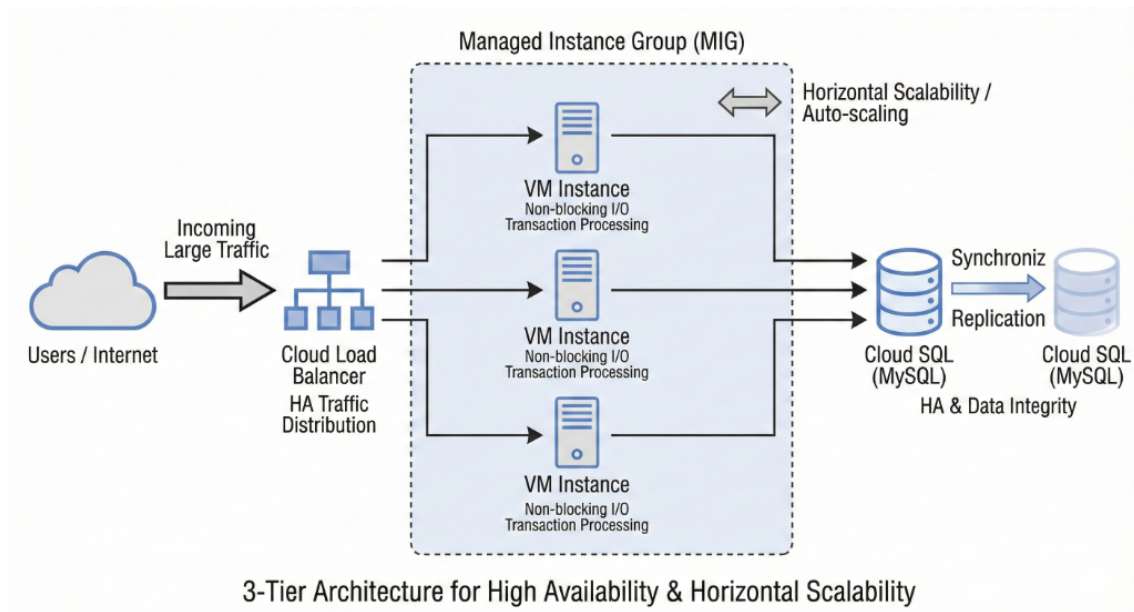 Managed Instance Group (MIG)
Horizontal Scalability /
Auto-scaling
VM Instance
Non-blocking I/O
Transaction Processing
Incoming
Large Traffic
Users / Internet
Cloud Load
Balancer
HA Traffic
Distribution
VM Instance
Non-blocking I/O
Transaction Processing
VM Instance
Non-blocking I/O
Transaction Processing
Synchroniz
Replication
Cloud SQL
(MySQL)
Cloud SQL
(MySQL)
HA & Data Integrity
3-Tier Architecture for High Availability & Horizontal Scalability